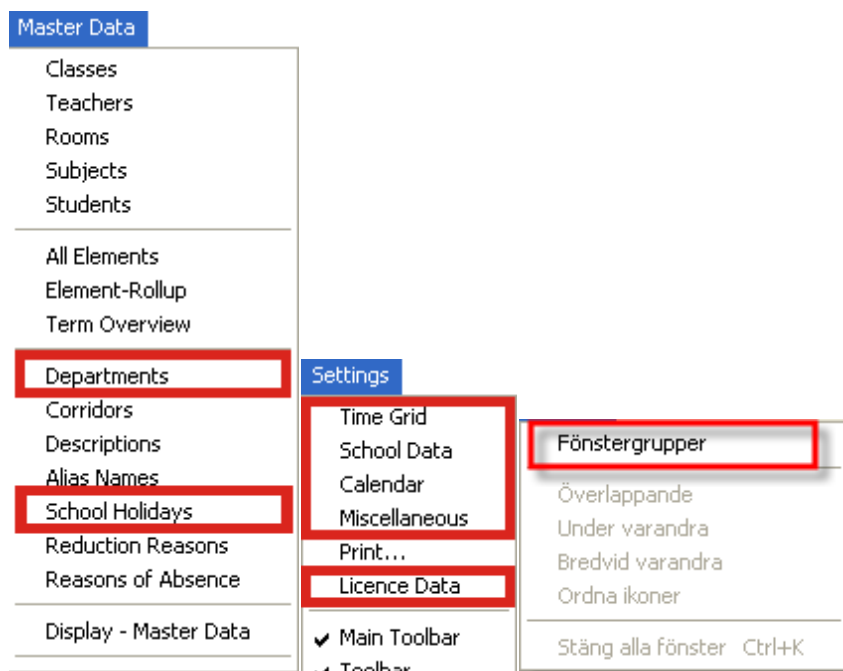 Master Data
Classes
Teachers
Rooms
Subjects
Students
All Elements
Element-Rollup
Term Overview
Departments
Corridors
Descriptions
Alias Names
School Holidays
Reduction Reasons
Reasons of Absence
Display - Master Data
Settings
Time Grid
School Data
Calendar
Miscellaneous
Print...
Licence Data
Main Toolbar
Toolbar
Fönstergrupper
Överlappande
Under varandra
Bredvid varandra
Ordna ikoner
Stäng alla fönster Ctrl+K